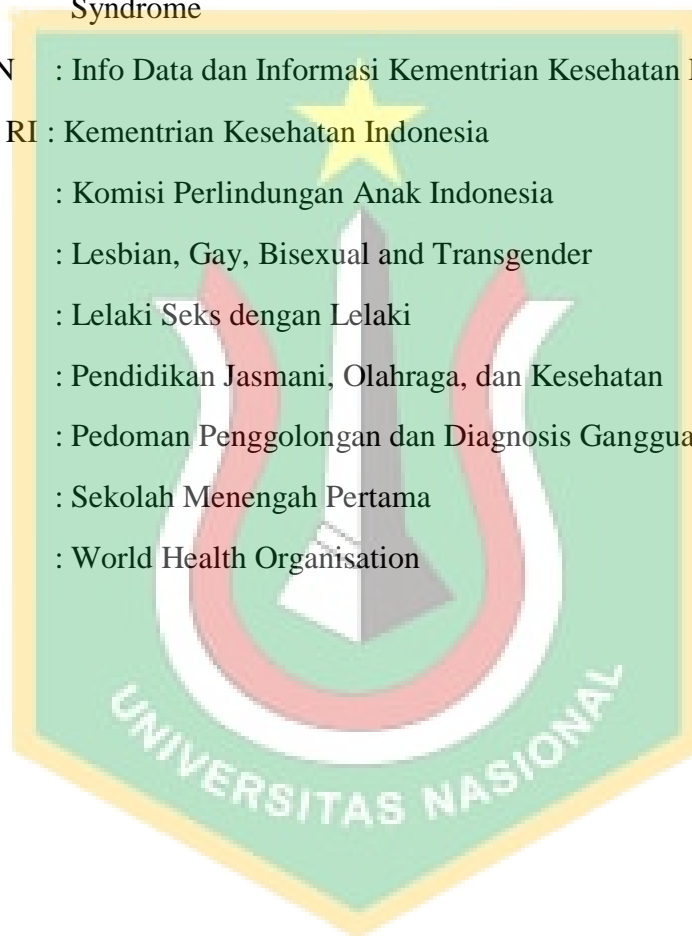 Syndrome
N : Info Data dan Informasi Kementrian Kesehatan
RI : Kementrian Kesehatan Indonesia
: Komisi Perlindungan Anak Indonesia
: Lesbian, Gay, Bisexual and Transgender
: Lelaki Seks dengan Lelaki
: Pendidikan Jasmani, Olahraga, dan Kesehatan
: Pedoman Penggolongan dan Diagnosis Ganggua
: Sekolah Menengah Pertama
: World Health Organisation
UNIVERSITAS NASIONAL